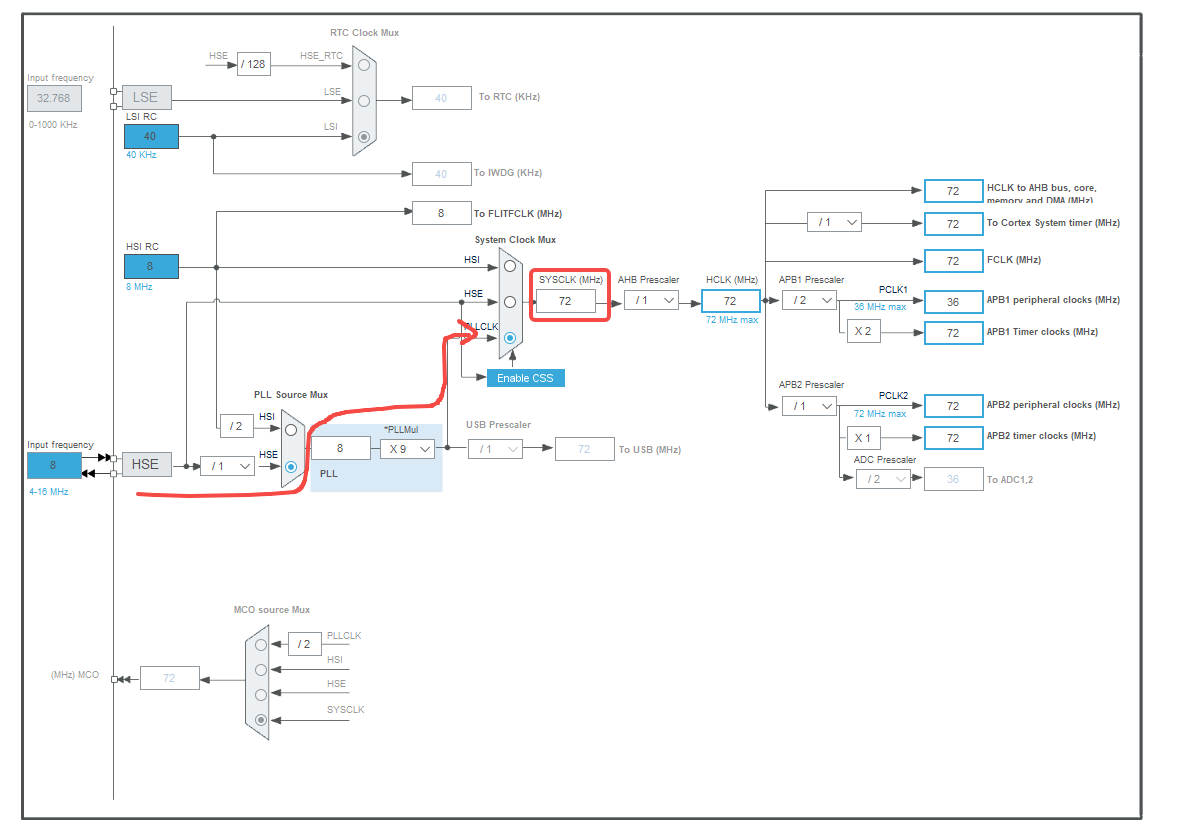 RTC Clock Mux
HSE
/ 128
HSE_RTC
Input frequency
32.768
0-1000 KHz
LSE
LSE
40
To RTC (KHz)
LSI RC
40
40 KHz
LSI
40
To IWDG (KHz)
8
To FLITFCLK (MHz)
System Clock Mux
HSI RC
8
8 MHz
HSI
HSE
PLLCLK
SYSCLK (MHz)
72
AHB Prescaler
/ 1
HCLK (MHz)
72
72 MHz max
Enable CSS
72
HCLK to AHB bus, core,
memory and DMA (MHz)
/ 1
72
To Cortex System timer (MHz)
72
FCLK (MHz)
APB1 Prescaler
/ 2
PCLK1
36 MHz max
36
APB1 peripheral clocks (MHz)
X 2
72
APB1 Timer clocks (MHz)
APB2 Prescaler
/ 1
PCLK2
72 MHz max
72
APB2 peripheral clocks (MHz)
X 1
72
APB2 timer clocks (MHz)
ADC Prescaler
/ 2
36
To ADC1,2
PLL Source Mux
/ 2
HSI
Input frequency
8
4-16 MHz
HSE
/ 1
HSE
8
*PLLMul
X 9
PLL
USB Prescaler
/ 1
72
To USB (MHz)
MCO source Mux
/ 2
PLLCLK
HSI
HSE
SYSCLK
(MHz) MCO
72